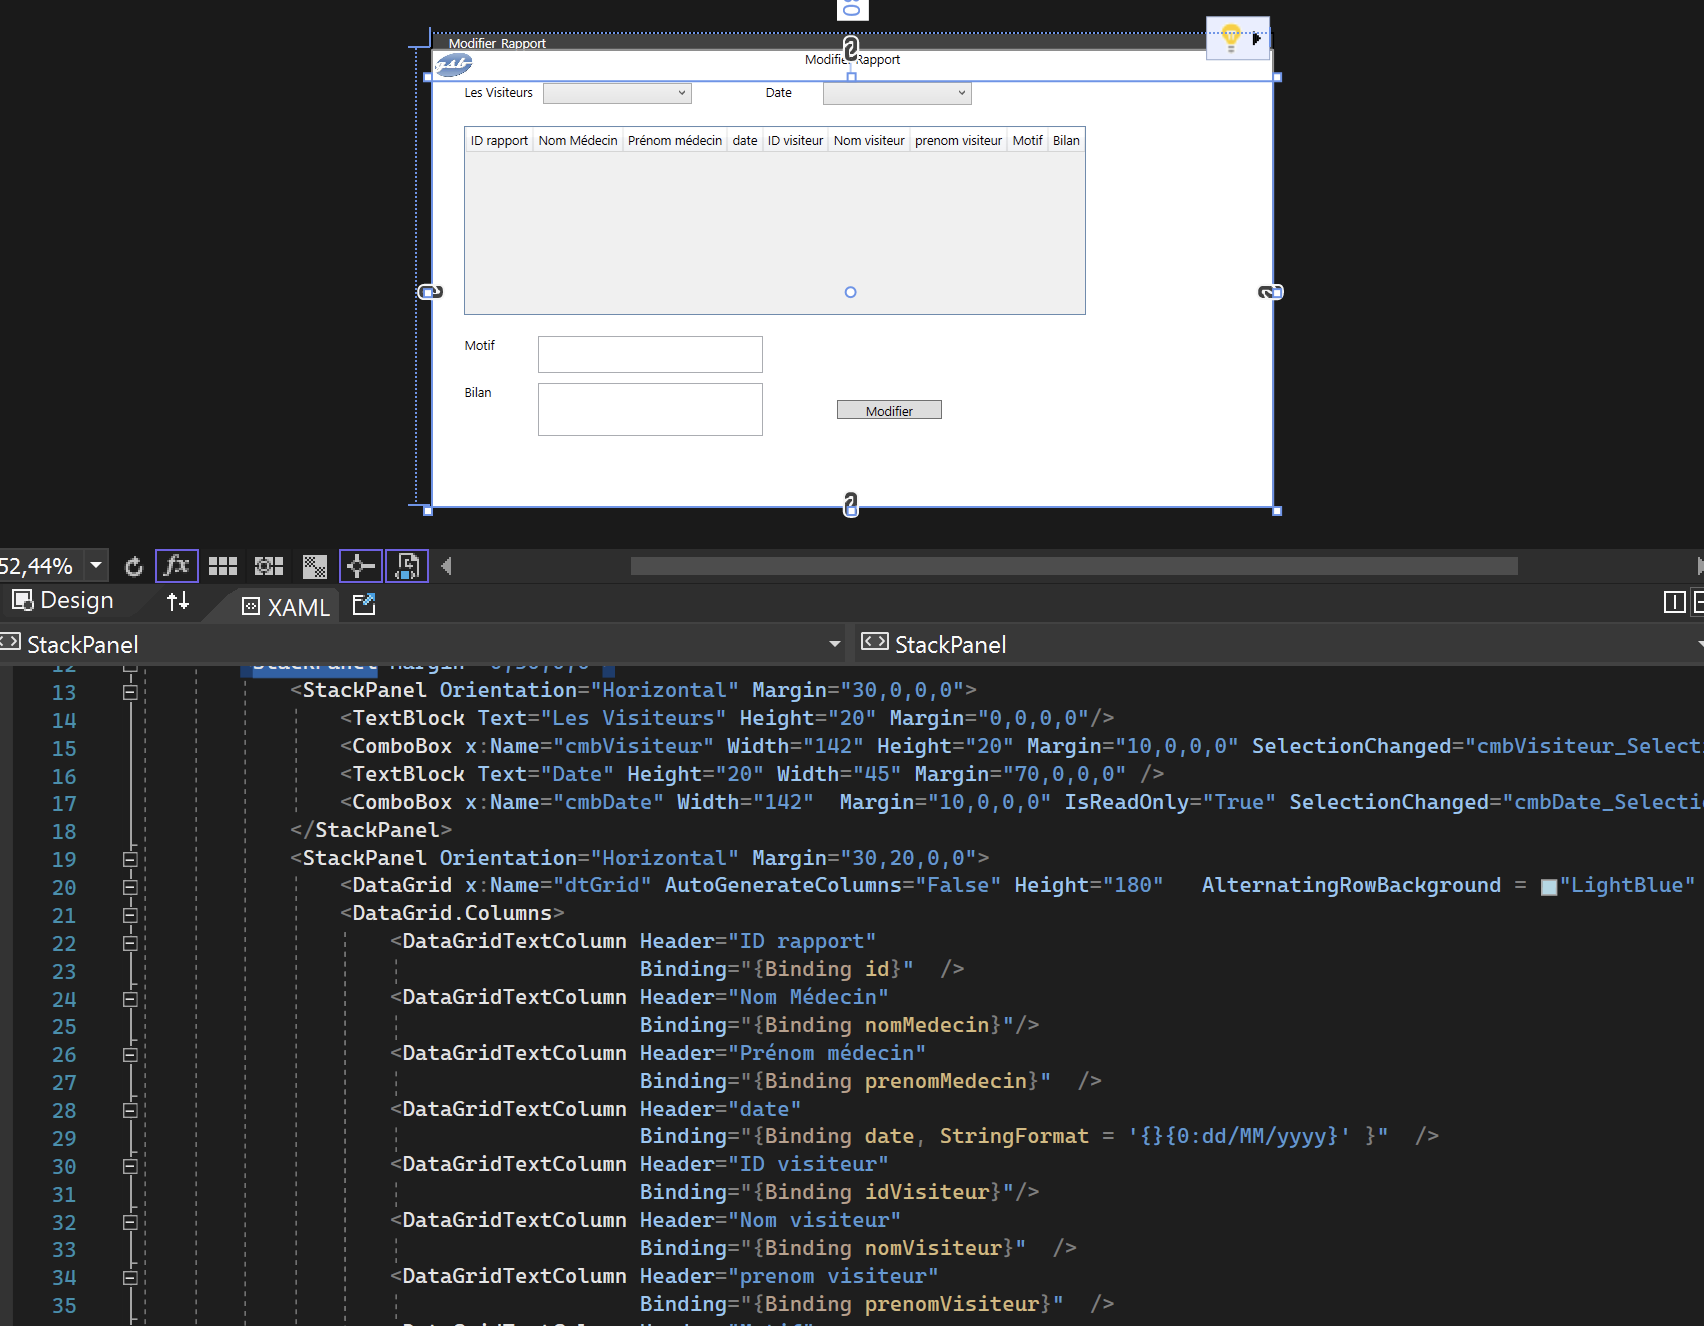 Modifier Rapport
gsb
Les Visiteurs
Date
ID rapport Nom Médecin Prénom médecin date ID visiteur Nom visiteur prenom visiteur Motif Bilan
Motif
Bilan
Modifier
52,44%
fx
Design
XAML
StackPanel
StackPanel
13 <StackPanel Orientation="Horizontal" Margin="30,0,0,0">
14 <TextBlock Text="Les Visiteurs" Height="20" Margin="0,0,0,0"/>
15 <ComboBox x:Name="cmbVisiteur" Width="142" Height="20" Margin="10,0,0,0" SelectionChanged="cmbVisiteur_Selecti
16 <TextBlock Text="Date" Height="20" Width="45" Margin="70,0,0,0" />
17 <ComboBox x:Name="cmbDate" Width="142"  Margin="10,0,0,0" IsReadOnly="True" SelectionChanged="cmbDate_Selectio
18 </StackPanel>
19 <StackPanel Orientation="Horizontal" Margin="30,20,0,0">
20 <DataGrid x:Name="dtGrid" AutoGenerateColumns="False" Height="180"   AlternatingRowBackground = "LightBlue"
21 <DataGrid.Columns>
22 <DataGridTextColumn Header="ID rapport"
23 Binding="{Binding id}"  />
24 <DataGridTextColumn Header="Nom Médecin"
25 Binding="{Binding nomMedecin}"/>
26 <DataGridTextColumn Header="Prénom médecin"
27 Binding="{Binding prenomMedecin}"  />
28 <DataGridTextColumn Header="date"
29 Binding="{Binding date, StringFormat = '{}{0:dd/MM/yyyy}' }"  />
30 <DataGridTextColumn Header="ID visiteur"
31 Binding="{Binding idVisiteur}"/>
32 <DataGridTextColumn Header="Nom visiteur"
33 Binding="{Binding nomVisiteur}"  />
34 <DataGridTextColumn Header="prenom visiteur"
35 Binding="{Binding prenomVisiteur}"  />